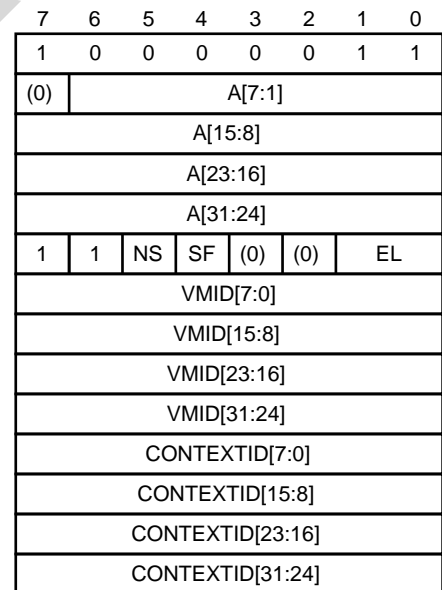 7 6 5 4 3 2 1 0
1 0 0 0 0 0 1 1
(0) A[7:1]
A[15:8]
A[23:16]
A[31:24]
1 1 NS SF (0) (0) EL
VMID[7:0]
VMID[15:8]
VMID[23:16]
VMID[31:24]
CONTEXTID[7:0]
CONTEXTID[15:8]
CONTEXTID[23:16]
CONTEXTID[31:24]